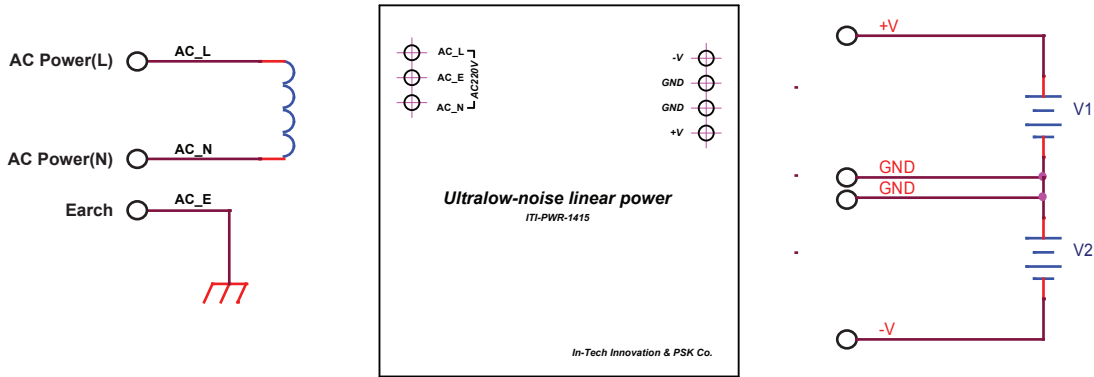 AC Power(L)
AC_L
AC Power(N)
AC_N
Earch
AC_E
AC_L
AC_E
AC_N
AC220V
-V
GND
GND
+V
Ultralow-noise linear power
ITI-PWR-1415
In-Tech Innovation & PSK Co.
+V
V1
GND
GND
V2
-V